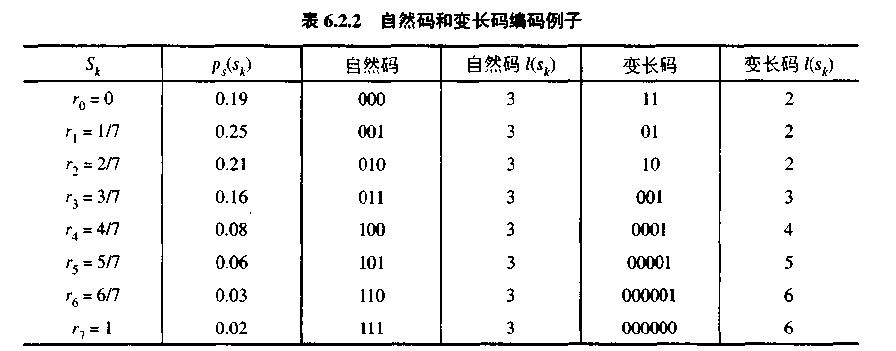 表 6.2.2 自然码和变长码编码例子
S_k p_s(s_k) 自然码 自然码 l(s_k) 变长码 变长码 l(s_k)
r_0 = 0 0.19 000 3 11 2
r_1 = 1/7 0.25 001 3 01 2
r_2 = 2/7 0.21 010 3 10 2
r_3 = 3/7 0.16 011 3 001 3
r_4 = 4/7 0.08 100 3 0001 4
r_5 = 5/7 0.06 101 3 00001 5
r_6 = 6/7 0.03 110 3 000001 6
r_7 = 1 0.02 111 3 000000 6